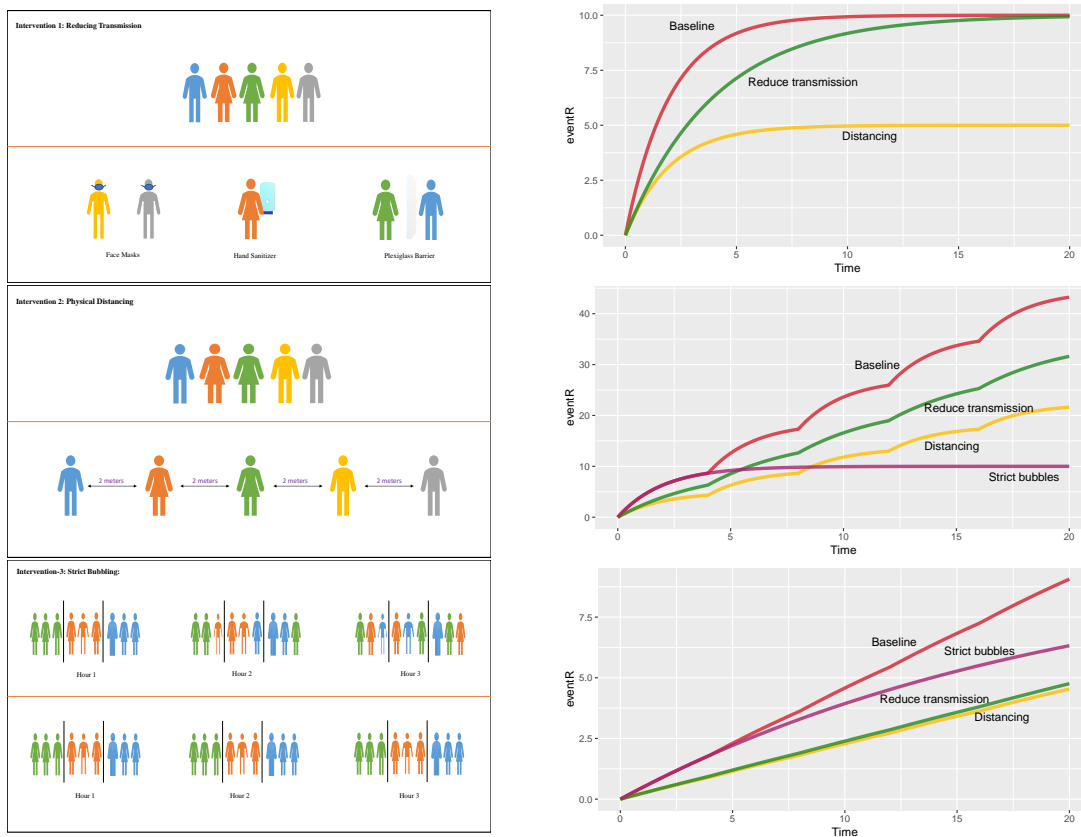 Intervention 1: Reducing Transmission
Face Masks
Hand Sanitizer
Plexiglass Barrier
Intervention 2: Physical Distancing
2 meters
2 meters
2 meters
2 meters
Intervention-3: Strict Bubbling:
Hour 1
Hour 2
Hour 3
Hour 1
Hour 2
Hour 3
10.0
7.5
5.0
2.5
0.0
eventR
Baseline
Reduce transmission
Distancing
0 5 10 15 20
Time
40
30
20
10
0
eventR
Baseline
Reduce transmission
Distancing
Strict bubbles
0 5 10 15 20
Time
7.5
5.0
2.5
0.0
eventR
Baseline
Strict bubbles
Reduce transmission
Distancing
0 5 10 15 20
Time